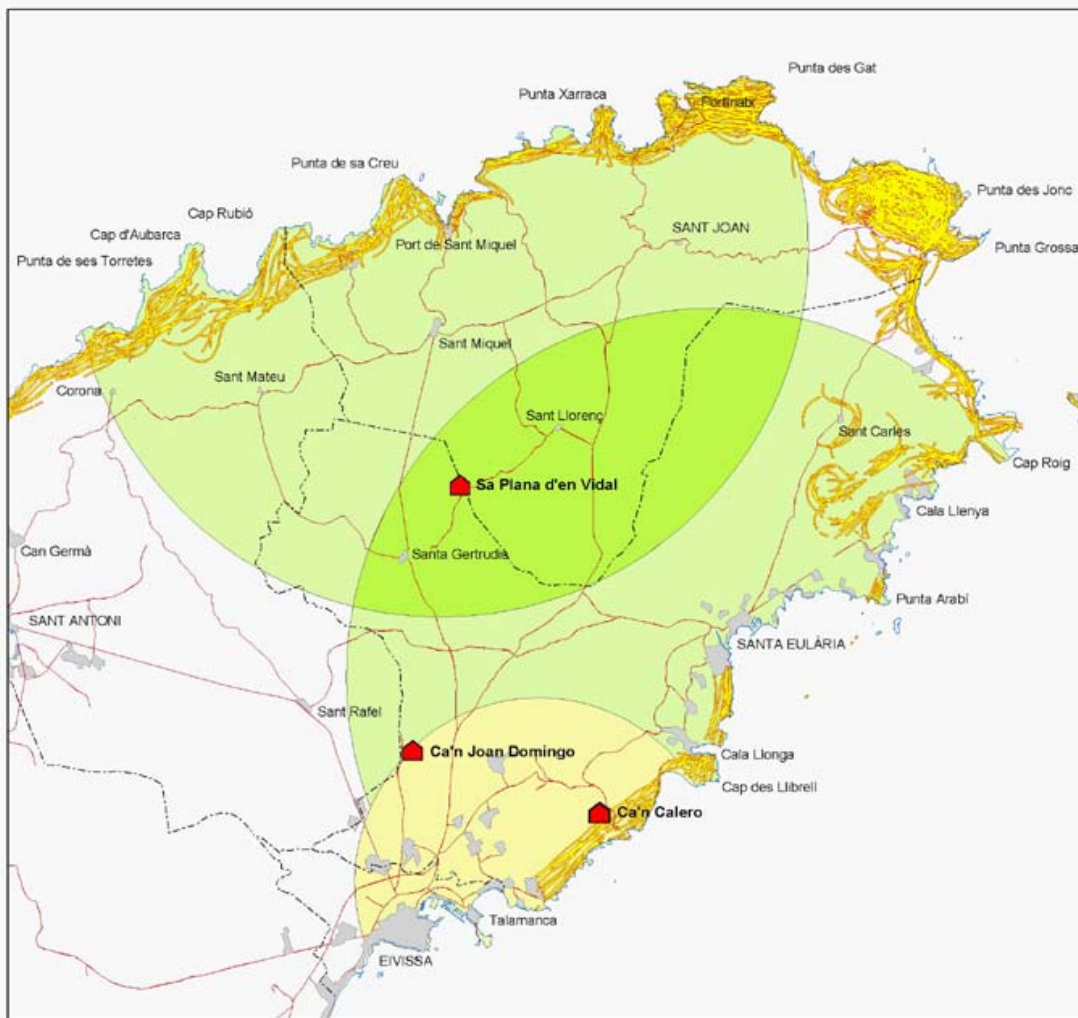 Punta des Gat
Punta Xarraca
Portinatx
Punta de sa Creu
Punta des Jonc
Cap Rubió
SANT JOAN
Cap d'Aubarca
Port de Sant Miquel
Punta Grossa
Punta de ses Torretes
Sant Miquel
Sant Mateu
Corona
Sant Llorenç
Sant Carles
Cap Roig
Sa Plana d'en Vidal
Cala Llenya
Can Germà
Santa Gertrudis
Punta Arabí
SANT ANTONI
SANTA EULÀRIA
Sant Rafel
Ca'n Joan Domingo
Cala Llonga
Cap des Llibrell
Ca'n Calero
Talamanca
EIVISSA